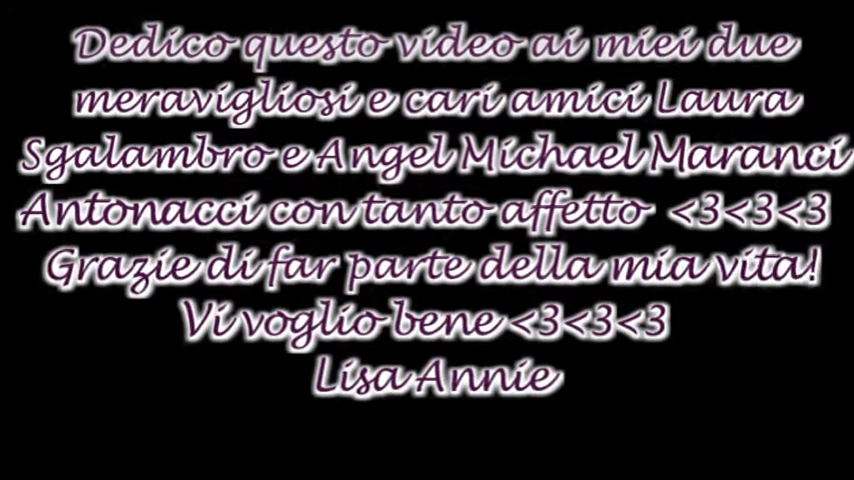 Dedico questo video ai miei due
meravigliosi e cari amici Laura
Sgalambro e Angel Michael Maranci
Antonacci con tanto affetto <3<3<3
Grazie di far parte della mia vita!
Vi voglio bene <3<3<3
Lisa Annie